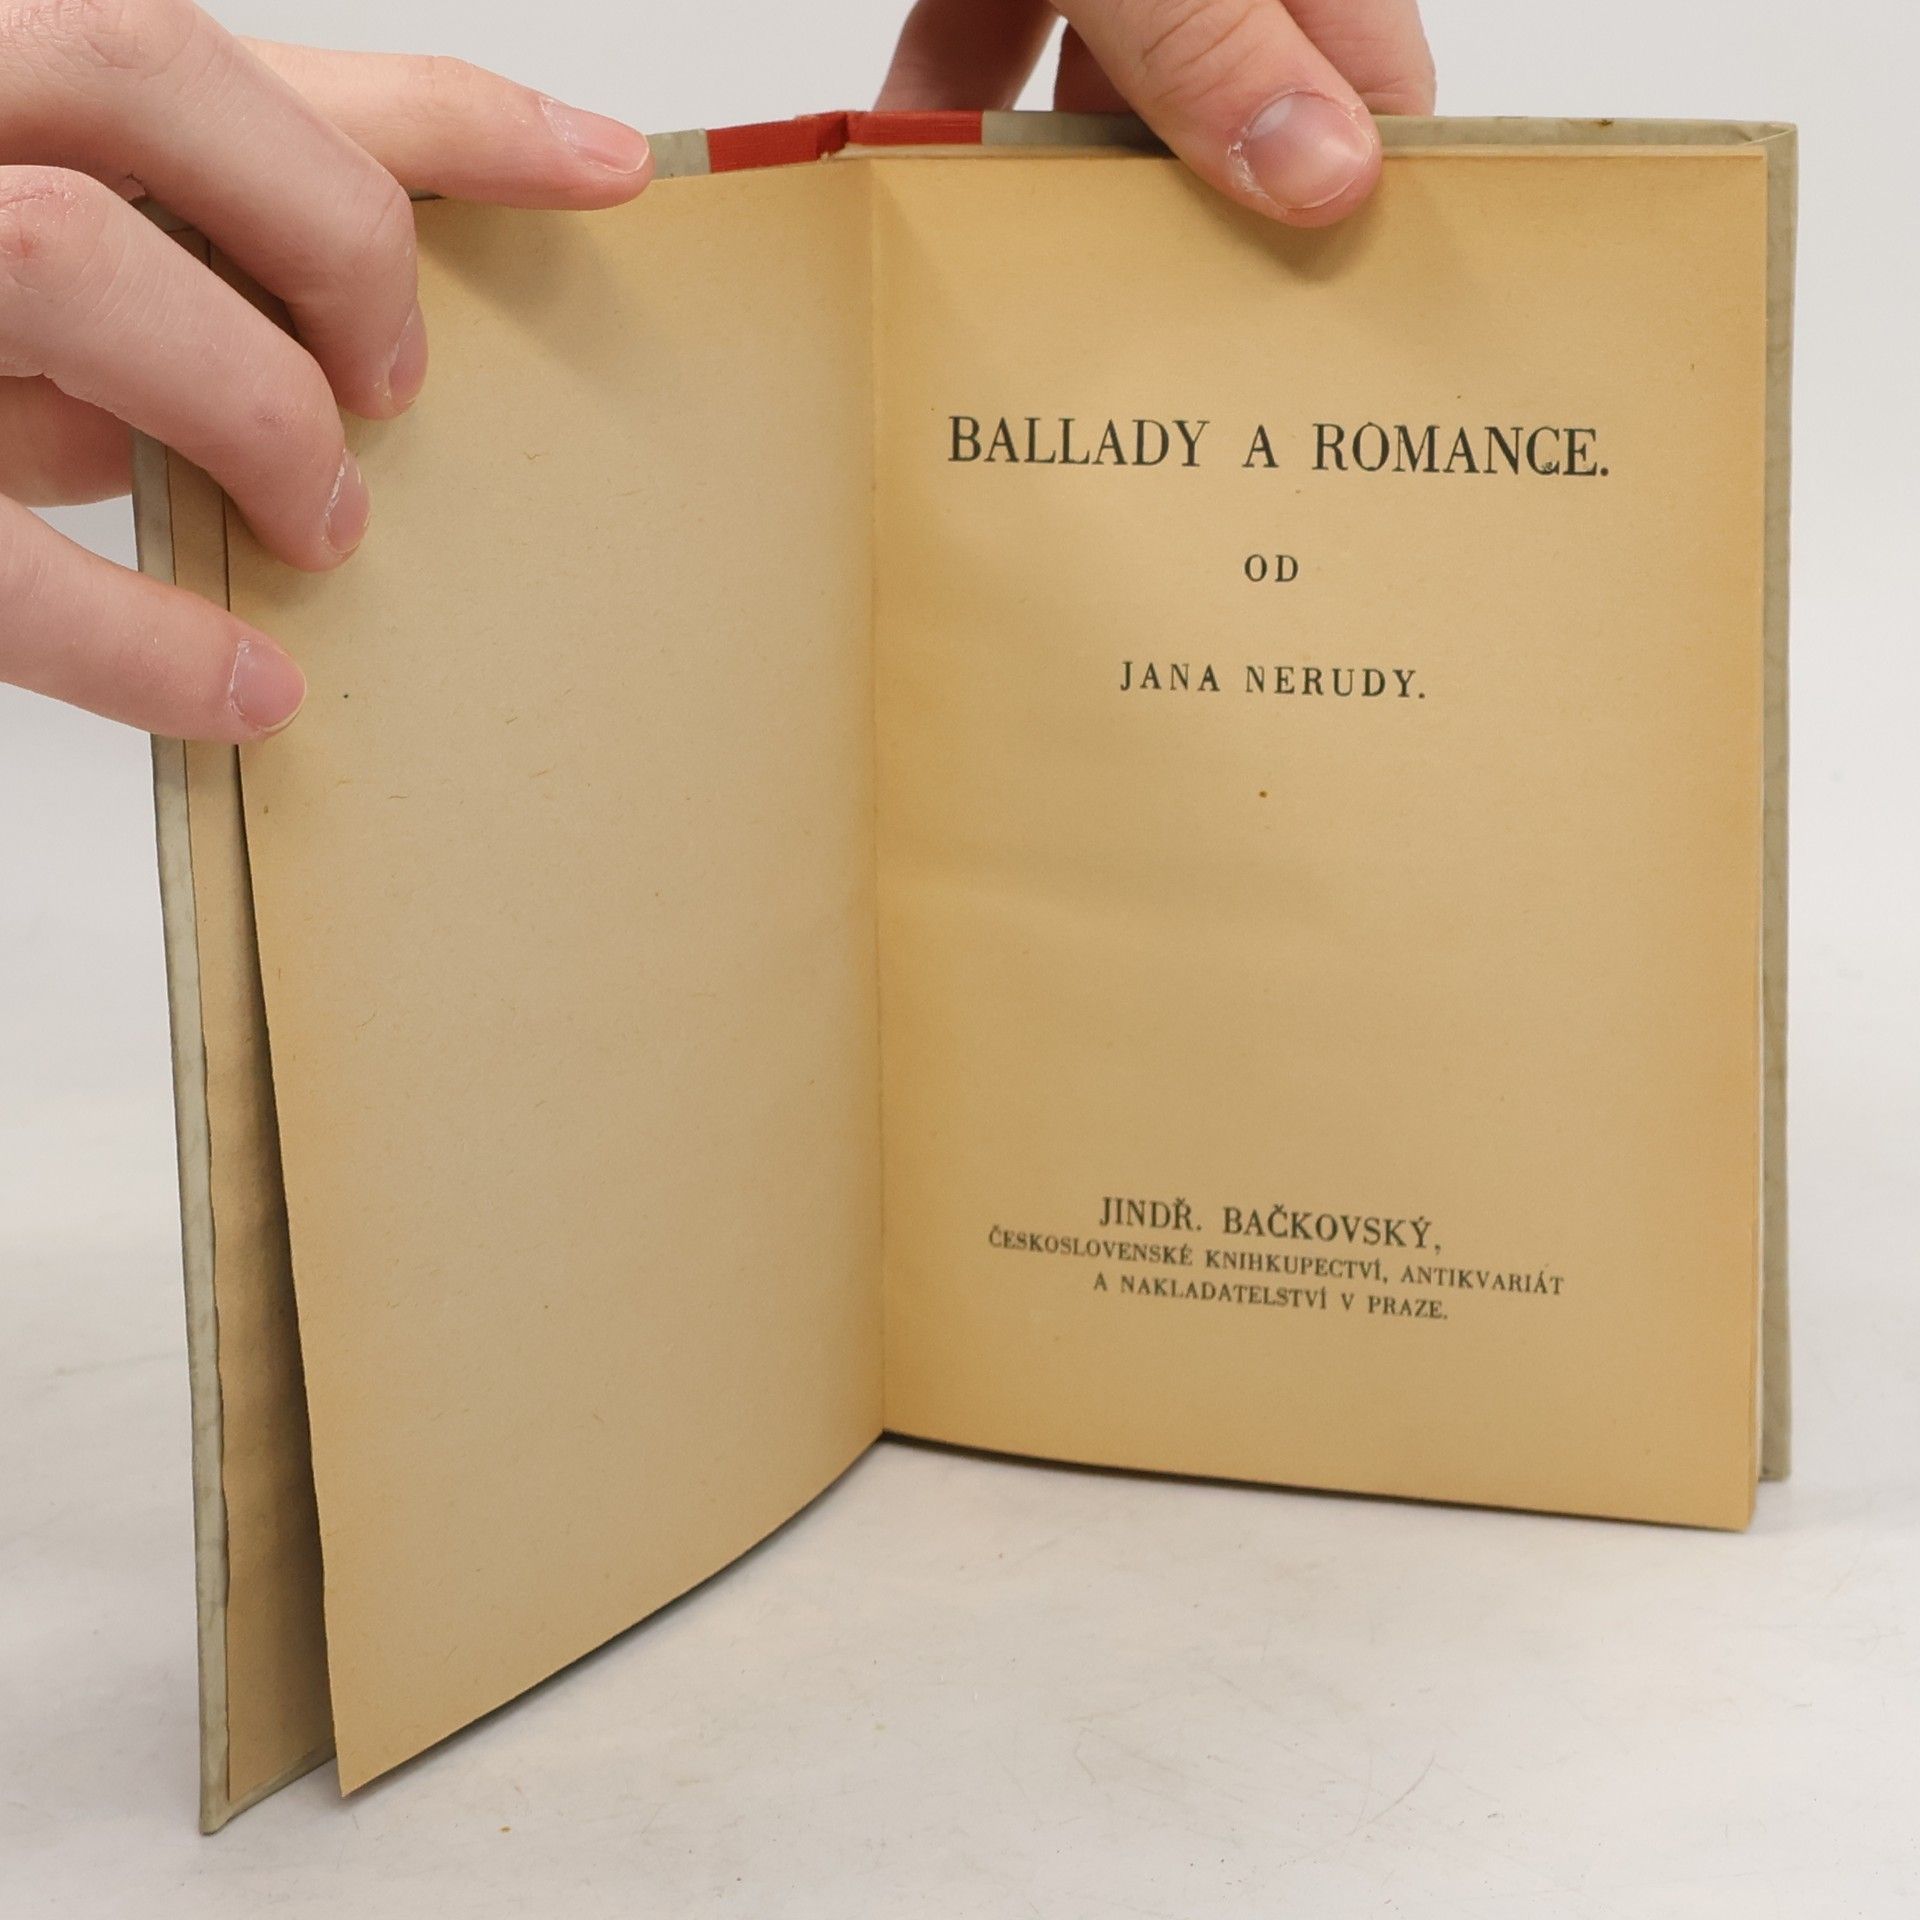 BALLADY A ROMANCE.
OD
JANA NERUDY.
JINDŘ. BAČKOVSKÝ,
ČESKOSLOVENSKÉ KNIHKUPECTVÍ, ANTIKVARIÁT
A NAKLADATELSTVÍ V PRAZE.